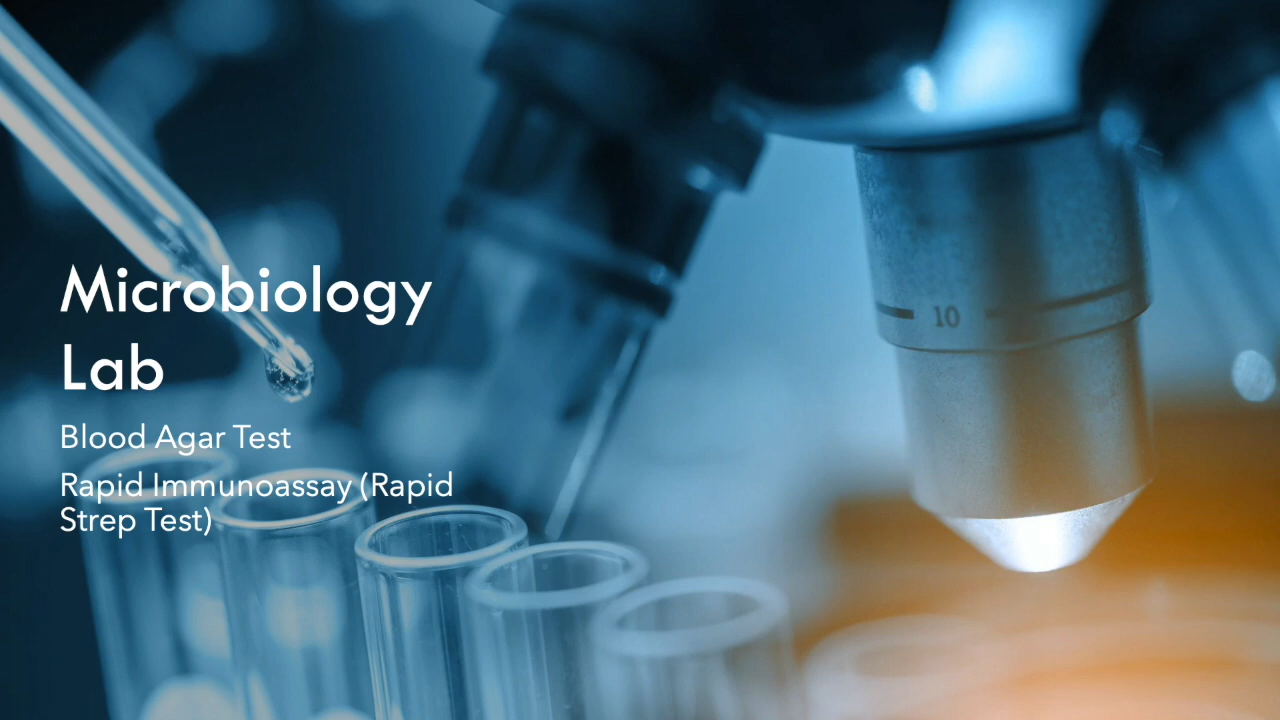 Microbiology
Lab
Blood Agar Test
Rapid Immunoassay (Rapid
Strep Test)
10